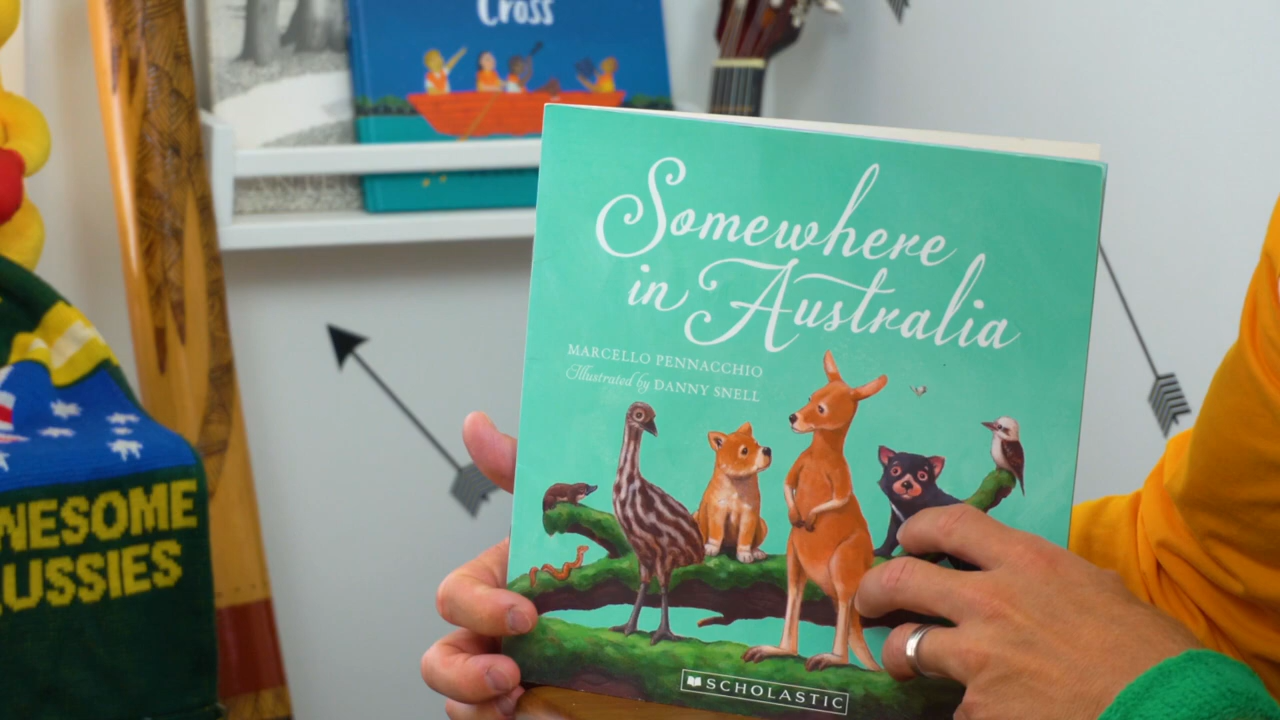 Cross
Somewhere
in Australia
MARCELLO PENNACCHIO
Illustrated by DANNY SNELL
SCHOLASTIC
NESOME
USSIES